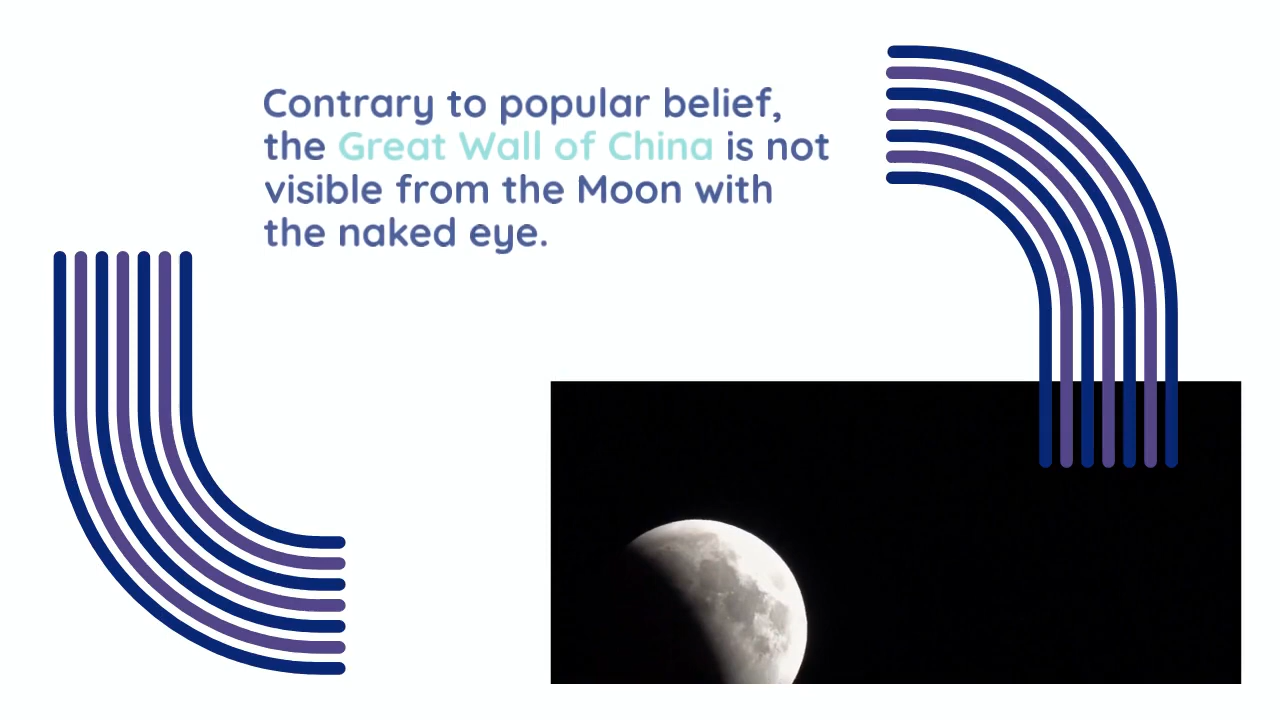 Contrary to popular belief,
the Great Wall of China is not
visible from the Moon with
the naked eye.